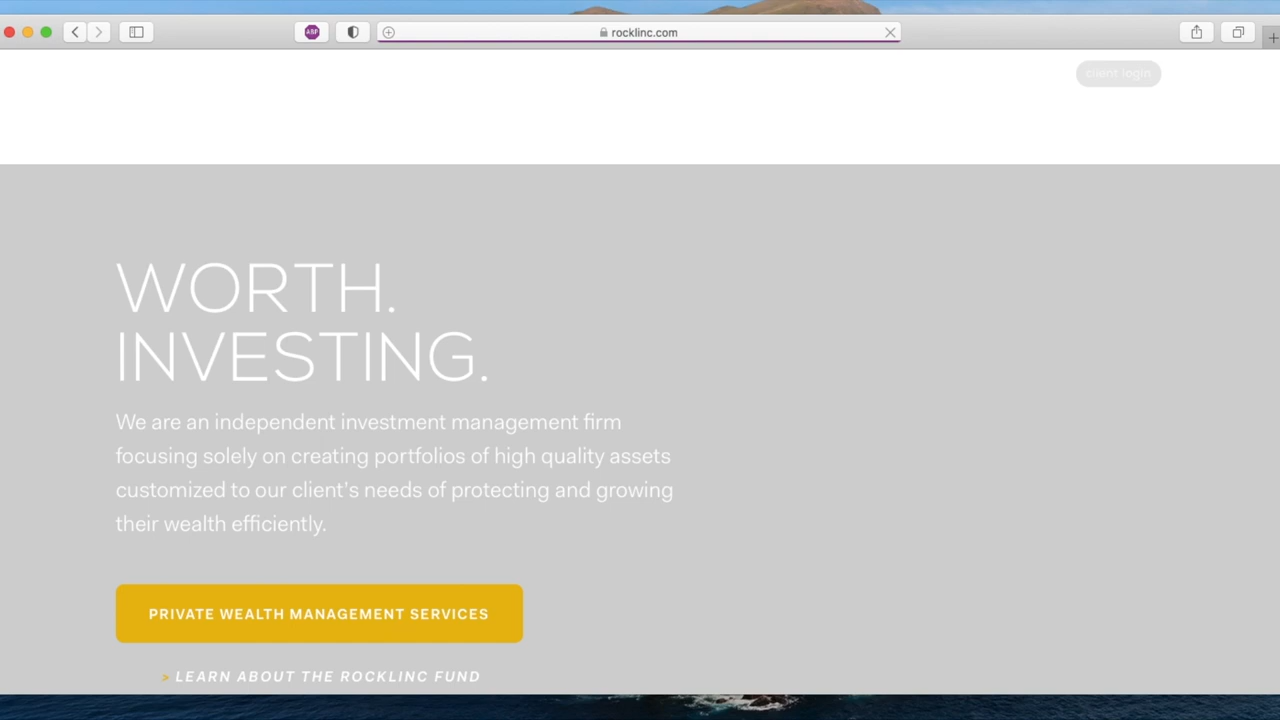 ABP
rocklinc.com
client login
WORTH.
INVESTING.
We are an independent investment management firm
focusing solely on creating portfolios of high quality assets
customized to our client's needs of protecting and growing
their wealth efficiently.
PRIVATE WEALTH MANAGEMENT SERVICES
> LEARN ABOUT THE ROCKLINC FUND